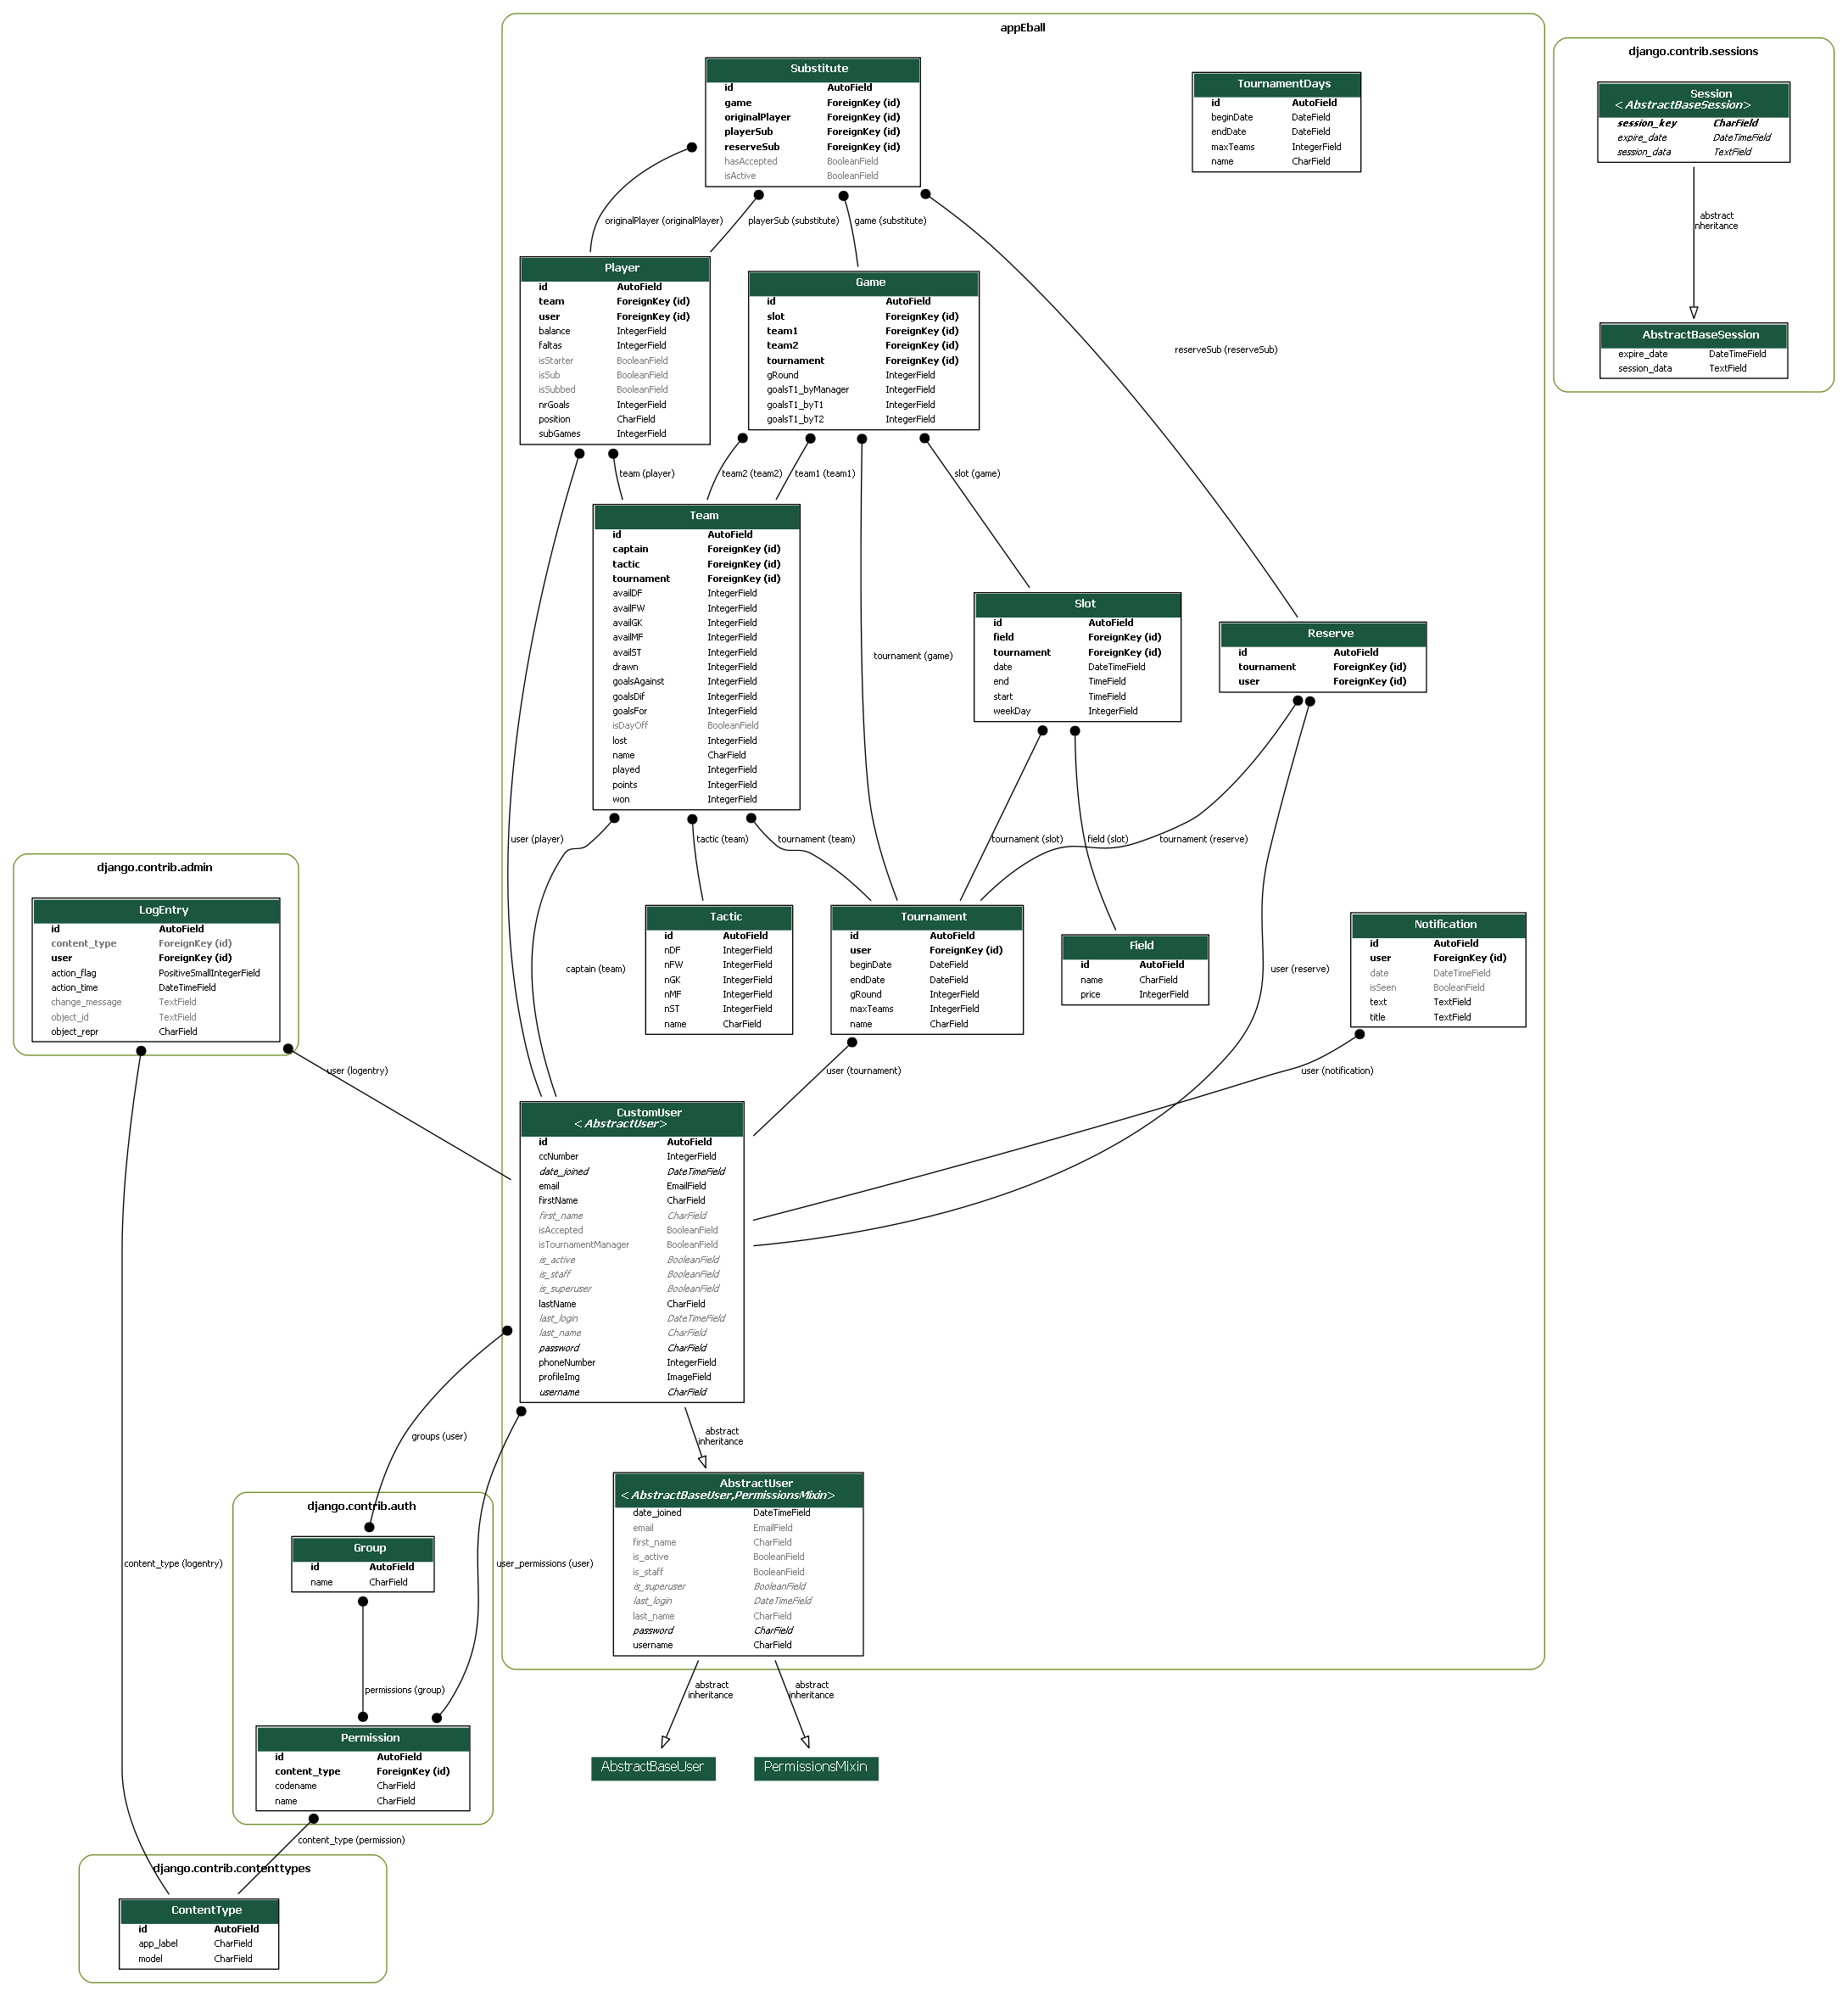 appEball
Substitute
id AutoField
game ForeignKey (id)
originalPlayer ForeignKey (id)
playerSub ForeignKey (id)
reserveSub ForeignKey (id)
hasAccepted BooleanField
isActive BooleanField
TournamentDays
id AutoField
beginDate DateField
endDate DateField
maxTeams IntegerField
name CharField
django.contrib.sessions
Session
<AbstractBaseSession>
session_key CharField
expire_date DateTimeField
session_data TextField
originalPlayer (originalPlayer)
playerSub (substitute)
game (substitute)
abstract
inheritance
Player
id AutoField
team ForeignKey (id)
user ForeignKey (id)
balance IntegerField
faltas IntegerField
isStarter BooleanField
isSub BooleanField
isSubbed BooleanField
nrGoals IntegerField
position CharField
subGames IntegerField
Game
id AutoField
slot ForeignKey (id)
team1 ForeignKey (id)
team2 ForeignKey (id)
tournament ForeignKey (id)
gRound IntegerField
goalsT1_byManager IntegerField
goalsT1_byT1 IntegerField
goalsT1_byT2 IntegerField
reserveSub (reserveSub)
AbstractBaseSession
expire_date DateTimeField
session_data TextField
team (player)
team2 (team2)
team1 (team1)
slot (game)
Team
id AutoField
captain ForeignKey (id)
tactic ForeignKey (id)
tournament ForeignKey (id)
availDF IntegerField
availFW IntegerField
availGK IntegerField
availMF IntegerField
availST IntegerField
drawn IntegerField
goalsAgainst IntegerField
goalsDif IntegerField
goalsFor IntegerField
isDayOff BooleanField
lost IntegerField
name CharField
played IntegerField
points IntegerField
won IntegerField
tournament (game)
Slot
id AutoField
field ForeignKey (id)
tournament ForeignKey (id)
date DateTimeField
end TimeField
start TimeField
weekDay IntegerField
Reserve
id AutoField
tournament ForeignKey (id)
user ForeignKey (id)
user (player)
tactic (team)
tournament (team)
tournament (slot)
field (slot)
tournament (reserve)
django.contrib.admin
LogEntry
id AutoField
content_type ForeignKey (id)
user ForeignKey (id)
action_flag PositiveSmallIntegerField
action_time DateTimeField
change_message TextField
object_id TextField
object_repr CharField
captain (team)
Tactic
id AutoField
nDF IntegerField
nFW IntegerField
nGK IntegerField
nMF IntegerField
nST IntegerField
name CharField
Tournament
id AutoField
user ForeignKey (id)
beginDate DateField
endDate DateField
gRound IntegerField
maxTeams IntegerField
name CharField
Field
id AutoField
name CharField
price IntegerField
user (reserve)
Notification
id AutoField
user ForeignKey (id)
date DateTimeField
isSeen BooleanField
text TextField
title TextField
user (logentry)
user (tournament)
user (notification)
CustomUser
<AbstractUser>
id AutoField
ccNumber IntegerField
date_joined DateTimeField
email EmailField
firstName CharField
first_name CharField
isAccepted BooleanField
isTournamentManager BooleanField
is_active BooleanField
is_staff BooleanField
is_superuser BooleanField
lastName CharField
last_login DateTimeField
last_name CharField
password CharField
phoneNumber IntegerField
profileImg ImageField
username CharField
groups (user)
abstract
inheritance
AbstractUser
<AbstractBaseUser,PermissionsMixin>
date_joined DateTimeField
email EmailField
first_name CharField
is_active BooleanField
is_staff BooleanField
is_superuser BooleanField
last_login DateTimeField
last_name CharField
password CharField
username CharField
django.contrib.auth
Group
id AutoField
name CharField
content_type (logentry)
user_permissions (user)
permissions (group)
abstract
inheritance
abstract
inheritance
Permission
id AutoField
content_type ForeignKey (id)
codename CharField
name CharField
AbstractBaseUser
PermissionsMixin
content_type (permission)
django.contrib.contenttypes
ContentType
id AutoField
app_label CharField
model CharField